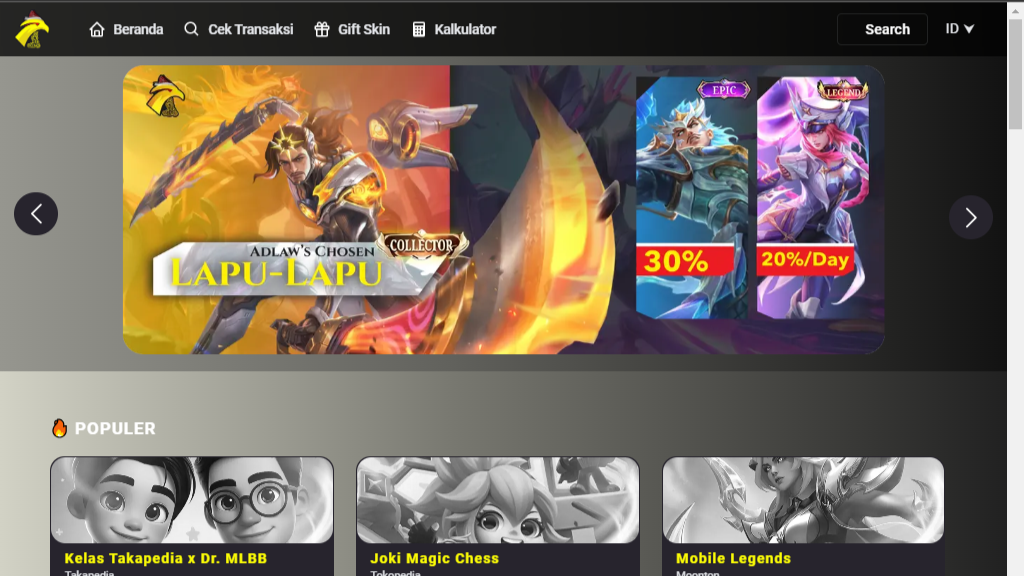 Beranda
Cek Transaksi
Gift Skin
Kalkulator
Search
ID
EPIC
LEGEND
ADLAW'S CHOSEN
COLLECTOR
LAPU-LAPU
30%
20%/Day
POPULER
Kelas Takapedia x Dr. MLBB
Takapedia
Joki Magic Chess
Tokopedia
Mobile Legends
Moonton